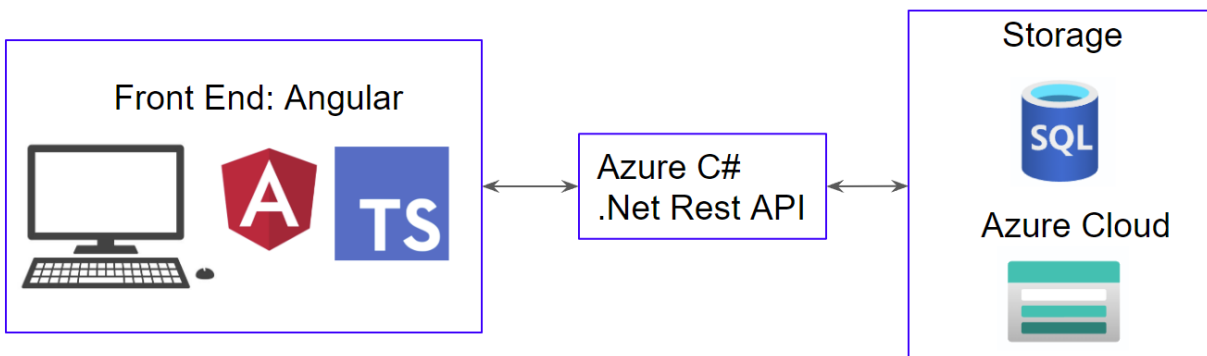 Front End: Angular
A
TS
Azure C#
.Net Rest API
Storage
SQL
Azure Cloud